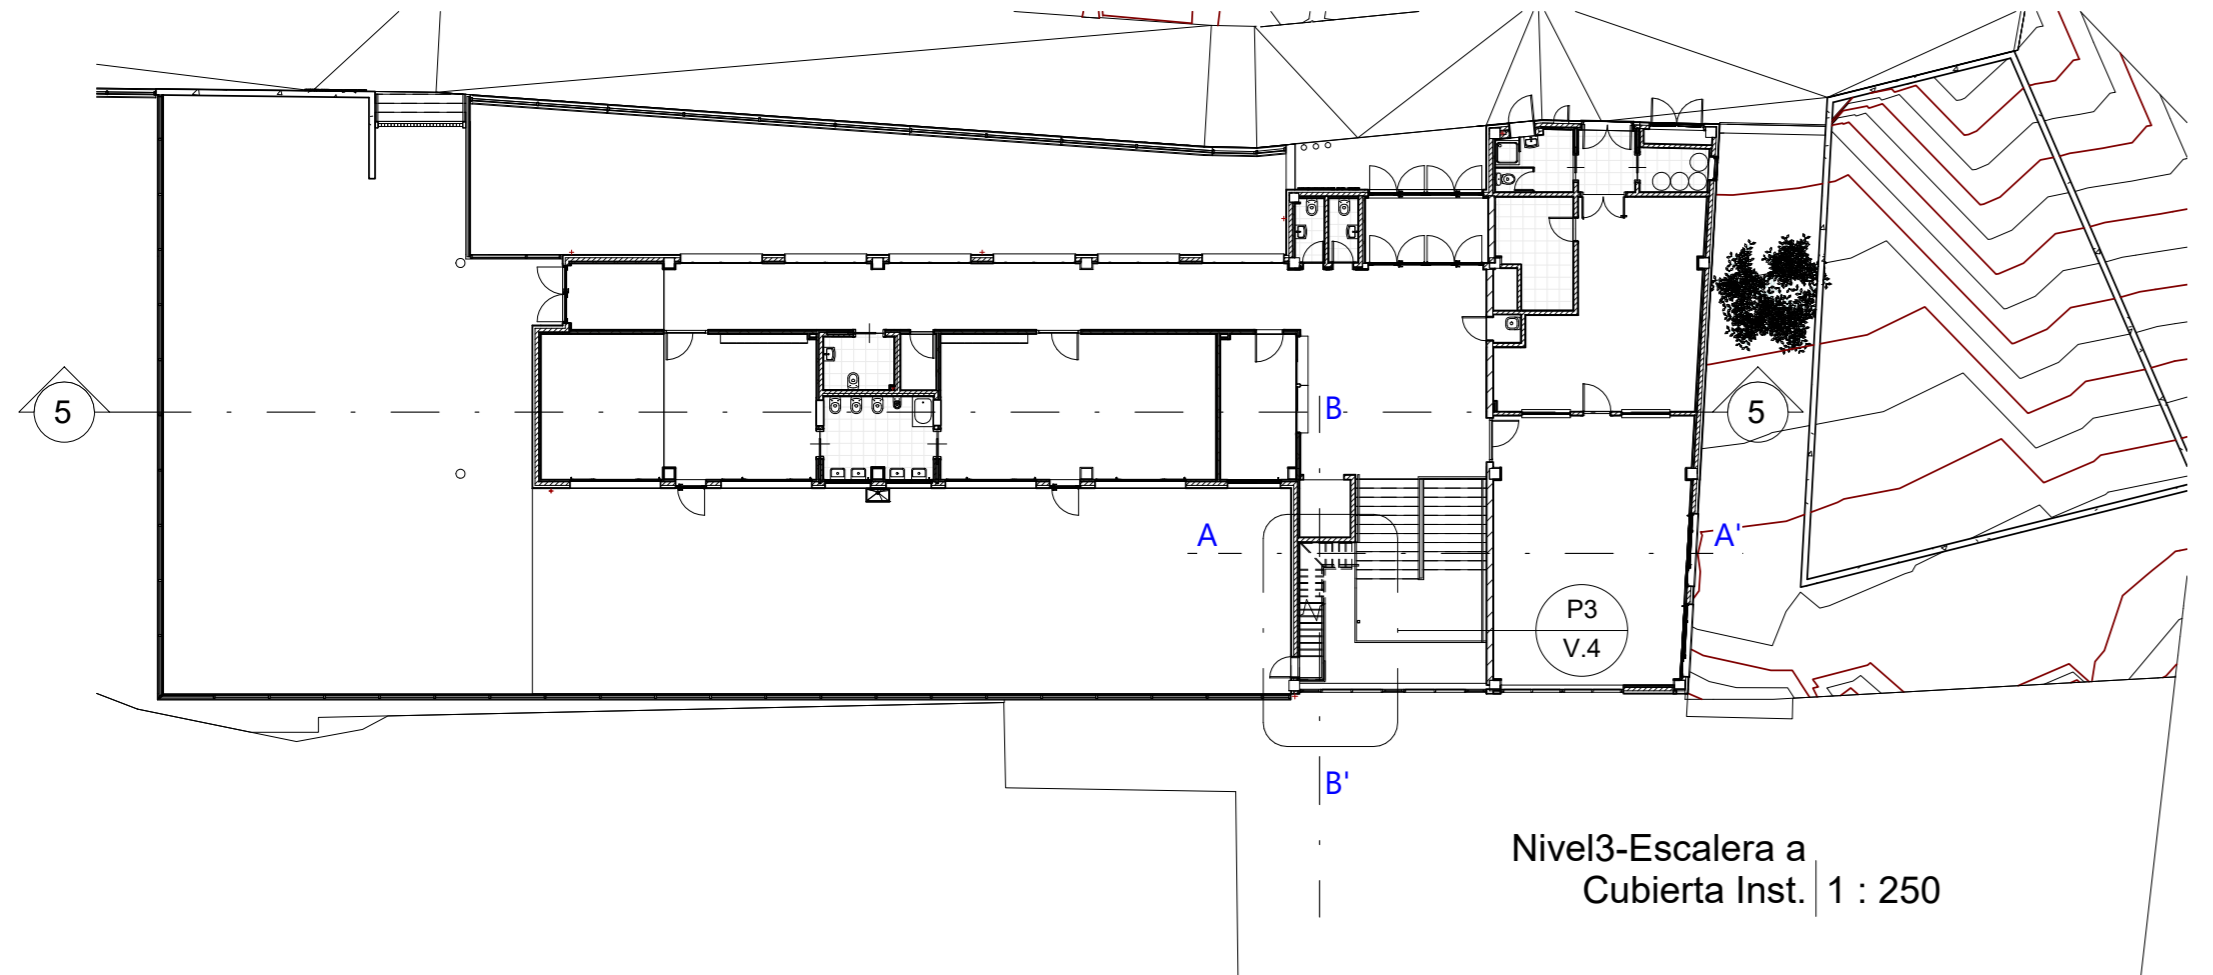 5
B
5
A
A'
P3
V.4
B'
Nivel3-Escalera a
Cubierta Inst. 1 : 250